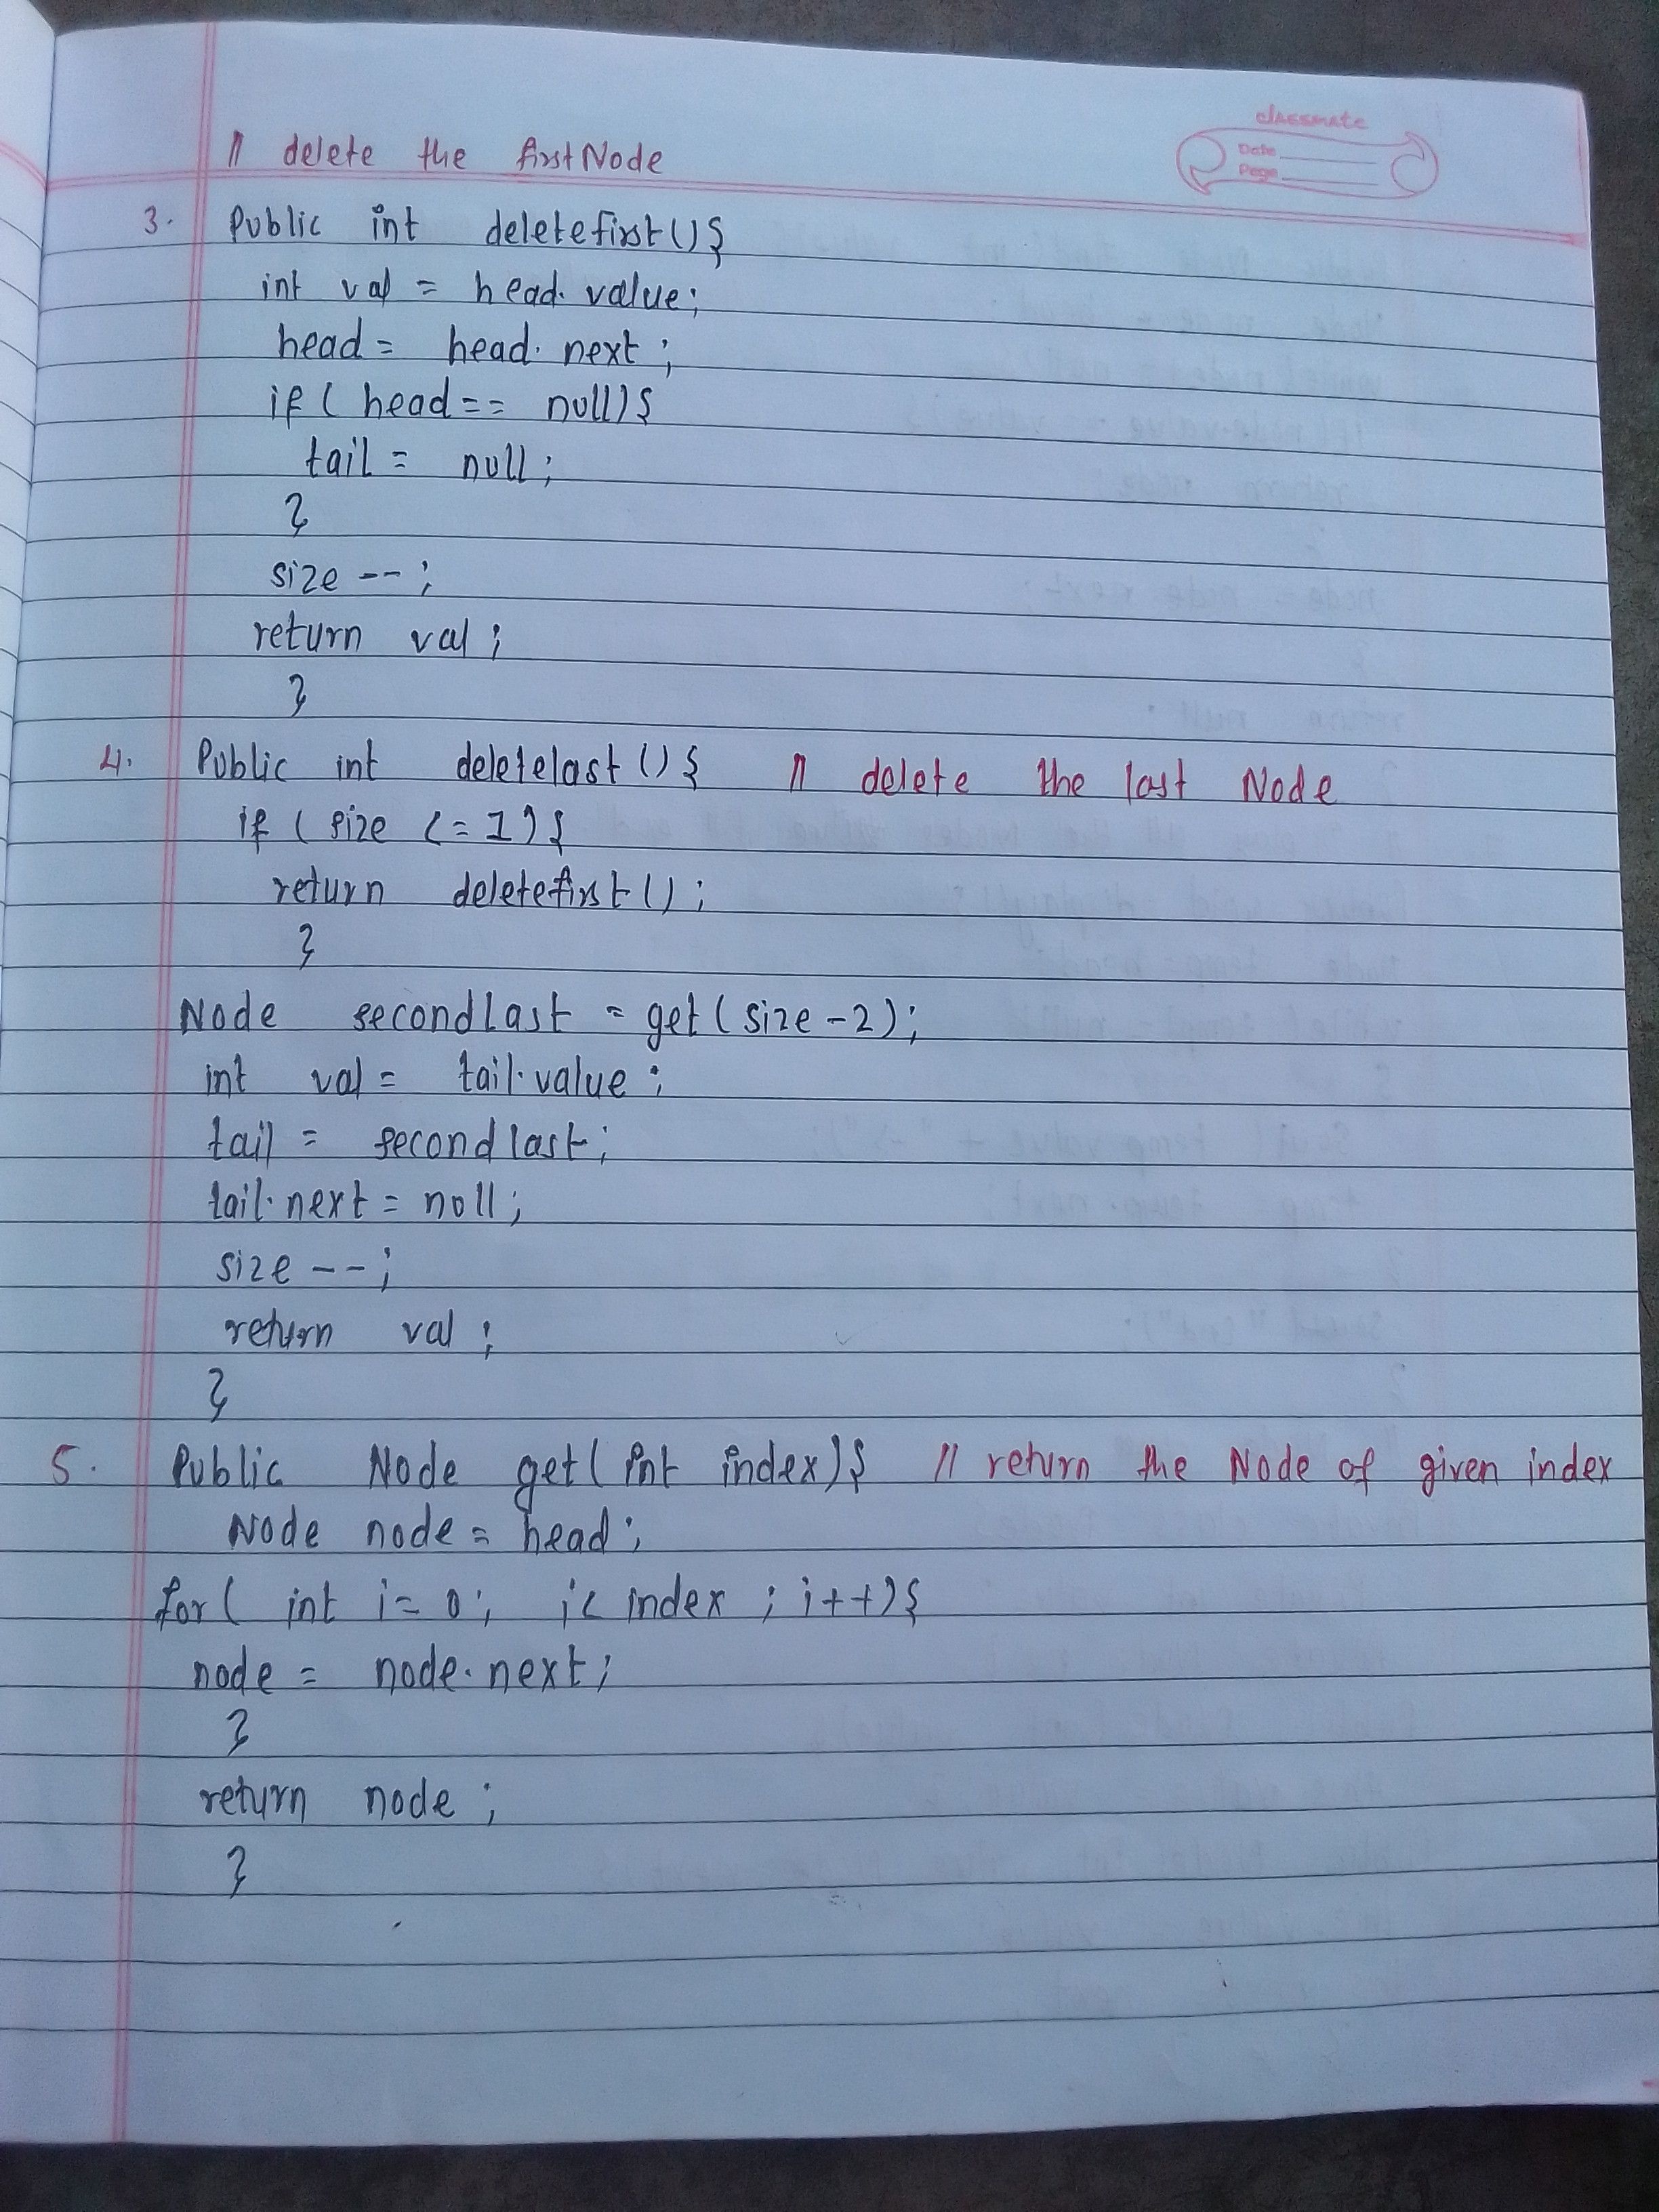 classmate
Date
Page
// delete the firstNode
3. Public int deletefirst(){
int val = head.value;
head = head.next;
if( head== null){
tail = null;
}
size --;
return val;
}
4. Public int deletelast(){ // delete the last Node
if (size <=1){
return deletefirst();
}
Node secondLast = get(size-2);
int val = tail.value;
tail = secondlast;
tail.next = null;
size --;
return val;
}
5. Public Node get( int index){ // return the Node of given index
Node node = head;
for( int i=0; i< index ; i++){
node = node.next;
}
return node;
}